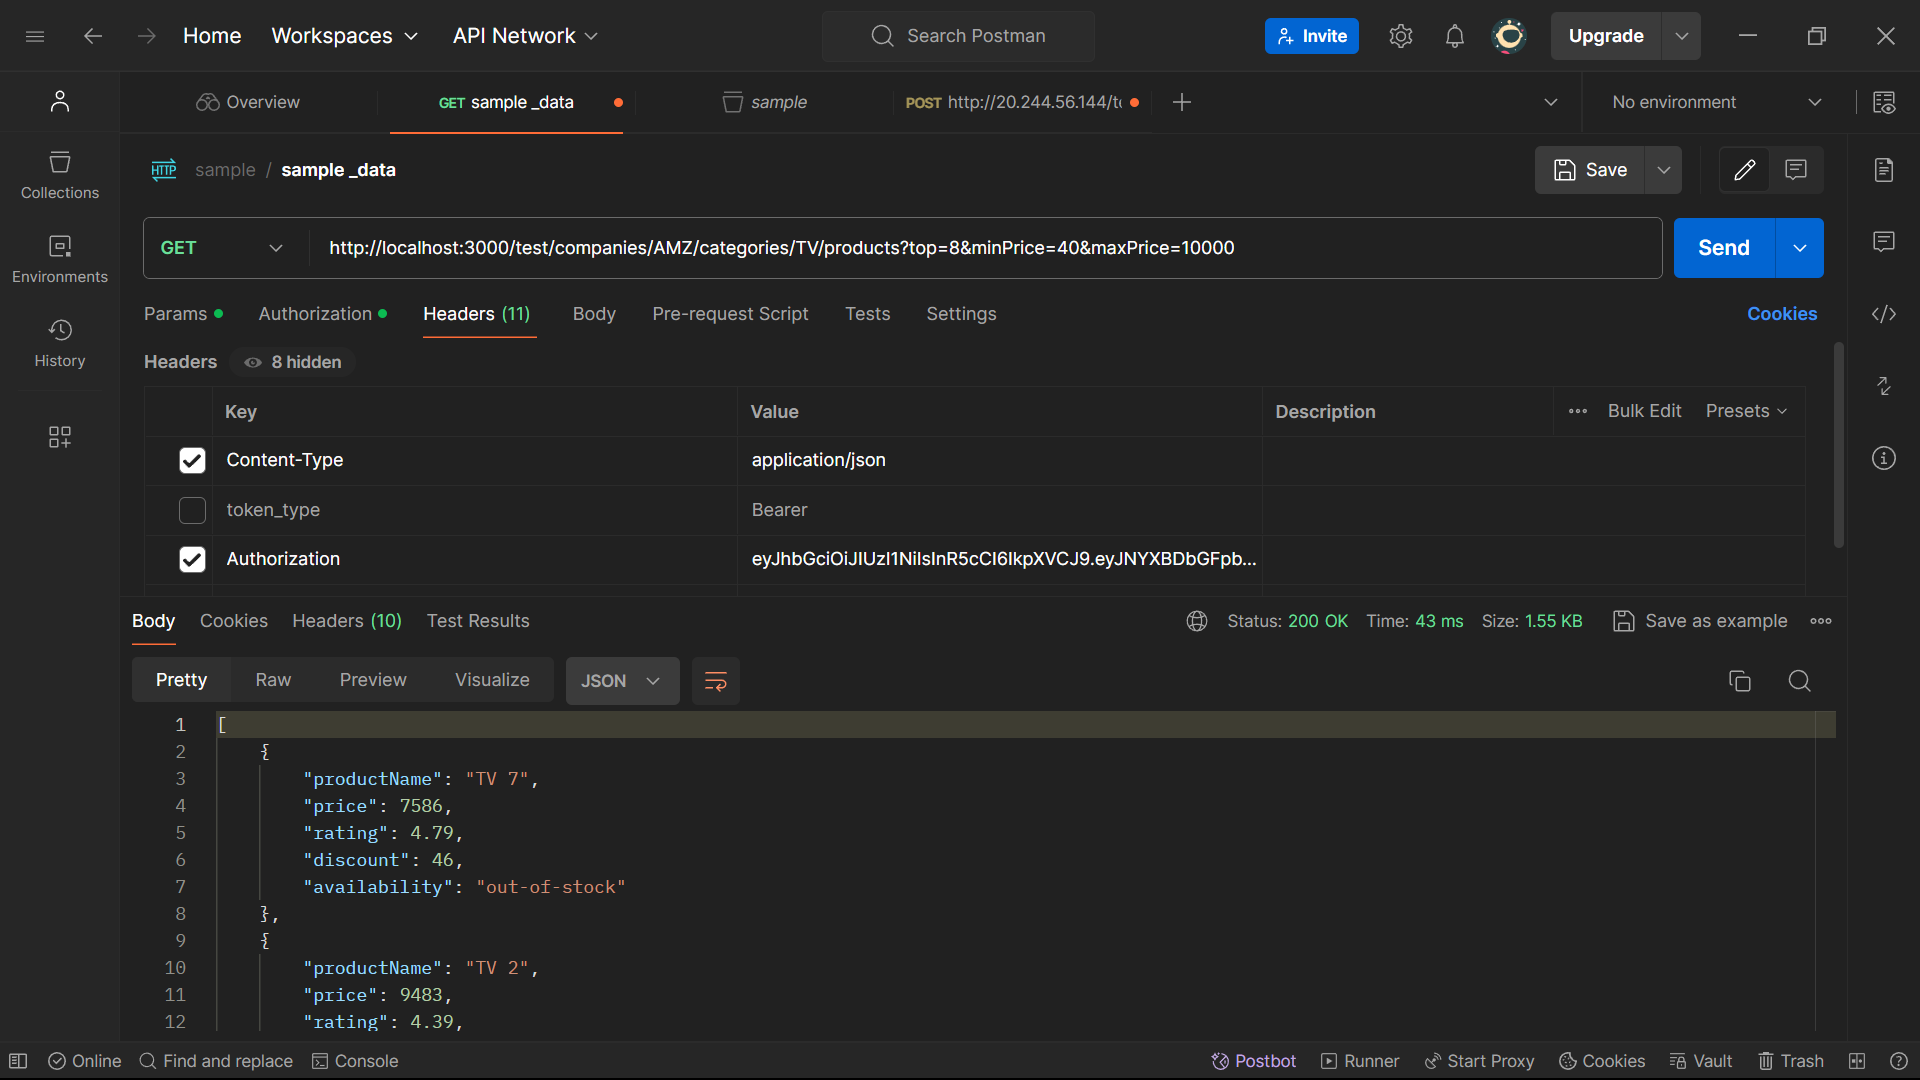 Home Workspaces API Network Search Postman Invite Upgrade
Overview GET sample _data sample POST http://20.244.56.144/t No environment
HTTP sample / sample _data Save
Collections
Environments
History
GET http://localhost:3000/test/companies/AMZ/categories/TV/products?top=8&minPrice=40&maxPrice=10000 Send
Params Authorization Headers (11) Body Pre-request Script Tests Settings Cookies
Headers 8 hidden
Key Value Description Bulk Edit Presets
Content-Type application/json
token_type Bearer
Authorization eyJhbGciOiJIUzI1NiIsInR5cCI6IkpXVCJ9.eyJNYXBDbGFpb...
Body Cookies Headers (10) Test Results Status: 200 OK Time: 43 ms Size: 1.55 KB Save as example
Pretty Raw Preview Visualize JSON
1 [
2 {
3 "productName": "TV 7",
4 "price": 7586,
5 "rating": 4.79,
6 "discount": 46,
7 "availability": "out-of-stock"
8 },
9 {
10 "productName": "TV 2",
11 "price": 9483,
12 "rating": 4.39,
Online Find and replace Console Postbot Runner Start Proxy Cookies Vault Trash